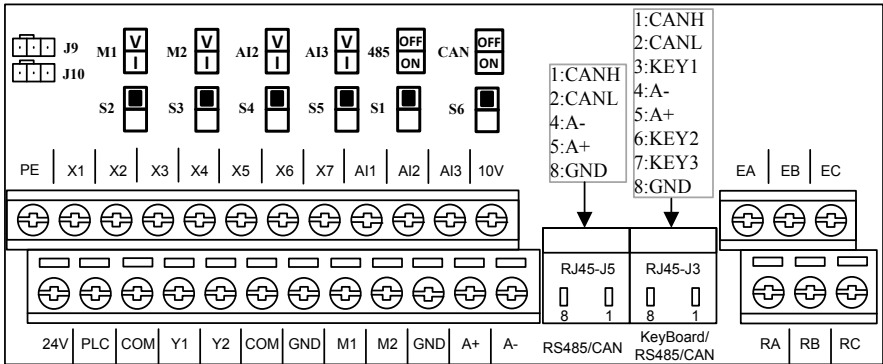 J9
J10
M1 V I
M2 V I
AI2 V I
AI3 V I
485 OFF ON
CAN OFF ON
S2 S3 S4 S5 S1 S6
1:CANH
2:CANL
4:A-
5:A+
8:GND
1:CANH
2:CANL
3:KEY1
4:A-
5:A+
6:KEY2
7:KEY3
8:GND
PE X1 X2 X3 X4 X5 X6 X7 AI1 AI2 AI3 10V
EA EB EC
RJ45-J5
8 1
RJ45-J3
8 1
24V PLC COM Y1 Y2 COM GND M1 M2 GND A+ A-
RS485/CAN
KeyBoard/
RS485/CAN
RA RB RC